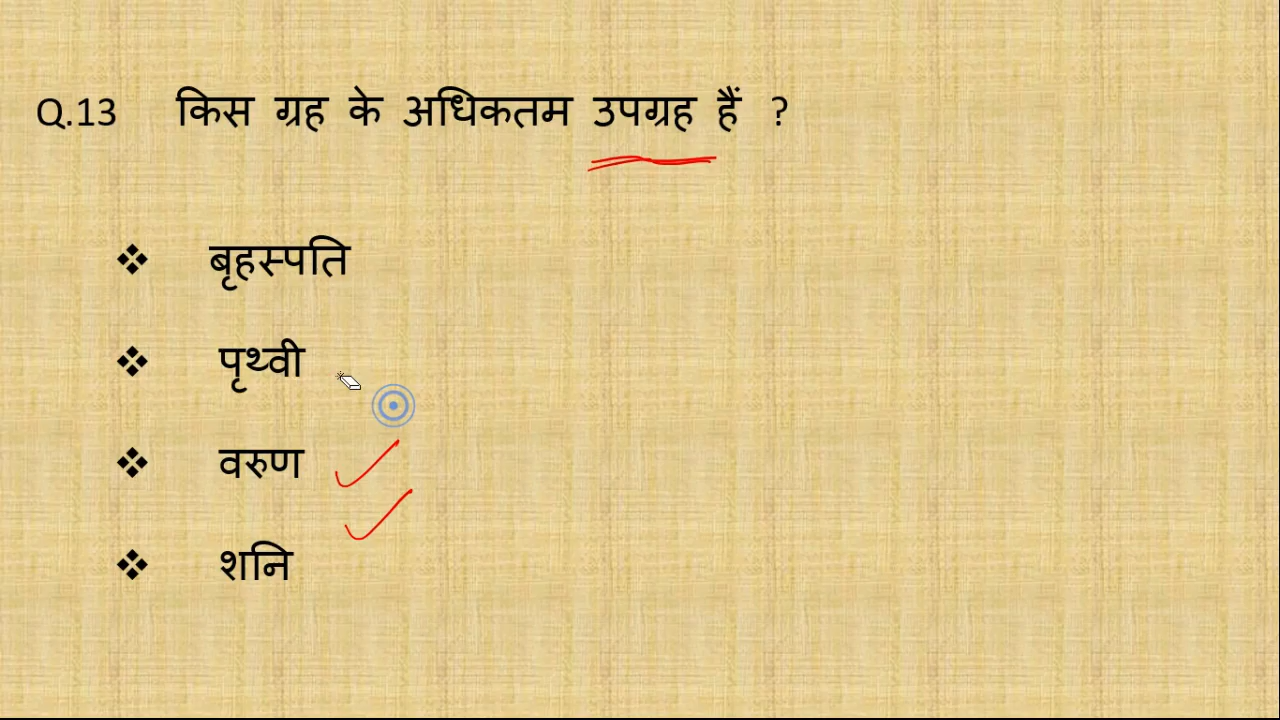 Q.13 किस ग्रह के अधिकतम उपग्रह हैं ?
❖ बृहस्पति
❖ पृथ्वी
❖ वरुण
❖ शनि